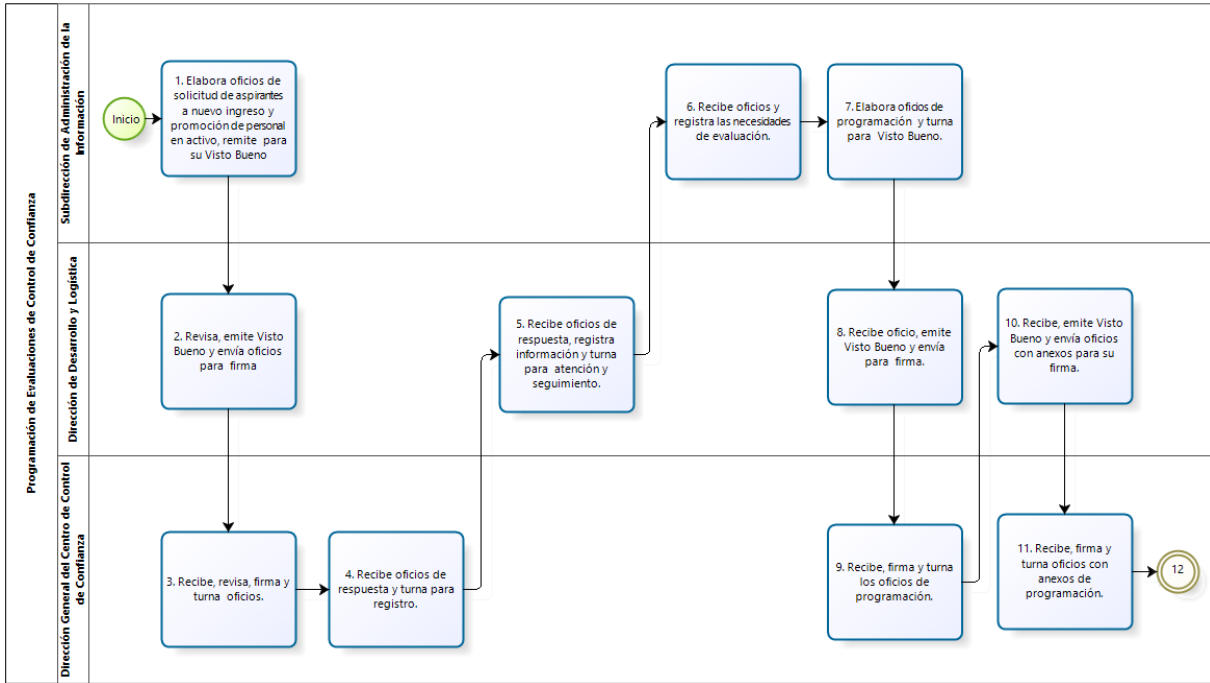 Programación de Evaluaciones de Control de Confianza
Subdirección de Administración de la
Información
Inicio
1. Elabora oficios de
solicitud de aspirantes
a nuevo ingreso y
promoción de personal
en activo, remite para
su Visto Bueno
6. Recibe oficios y
registra las necesidades
de evaluación.
7. Elabora oficios de
programación y turna
para Visto Bueno.
Dirección de Desarrollo y Logística
2. Revisa, emite Visto
Bueno y envía oficios
para firma
5. Recibe oficios de
respuesta, registra
información y turna
para atención y
seguimiento.
8. Recibe oficio, emite
Visto Bueno y envía
para firma.
10. Recibe, emite Visto
Bueno y envía oficios
con anexos para su
firma.
Dirección General del Centro de Control
de Confianza
3. Recibe, revisa, firma y
turna oficios.
4. Recibe oficios de
respuesta y turna para
registro.
9. Recibe, firma y turna
los oficios de
programación.
11. Recibe, firma y
turna oficios con
anexos de
programación.
12